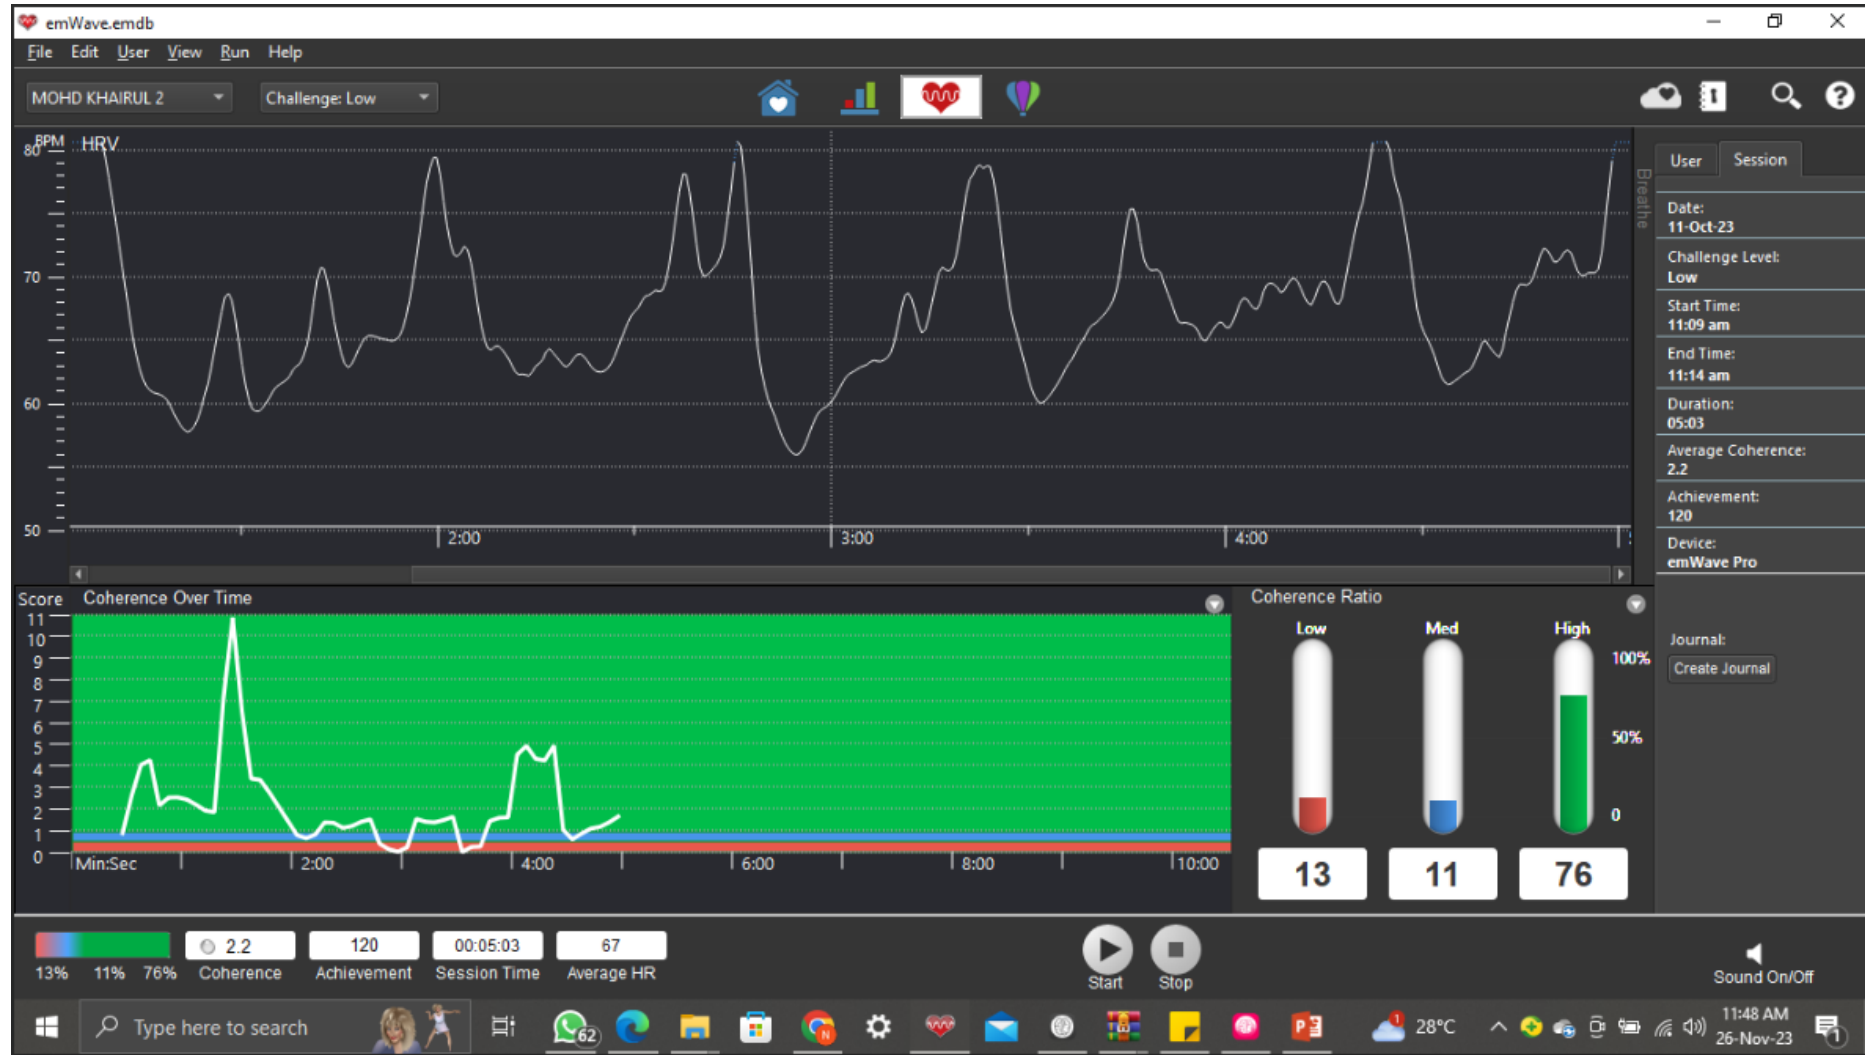 emWave.emdb
File Edit User View Run Help
MOHD KHAIRUL 2 Challenge: Low
BPM HRV
80
70
60
50
2:00 3:00 4:00
Breathe
User Session
Date:
11-Oct-23
Challenge Level:
Low
Start Time:
11:09 am
End Time:
11:14 am
Duration:
05:03
Average Coherence:
2.2
Achievement:
120
Device:
emWave Pro
Journal:
Create Journal
Score Coherence Over Time
11
10
9
8
7
6
5
4
3
2
1
0
Min:Sec 2:00 4:00 6:00 8:00 10:00
Coherence Ratio
Low Med High
100%
50%
0
13 11 76
2.2 120 00:05:03 67
13% 11% 76% Coherence Achievement Session Time Average HR
Start Stop
Sound On/Off
Type here to search
62
28°C
11:48 AM
26-Nov-23
1